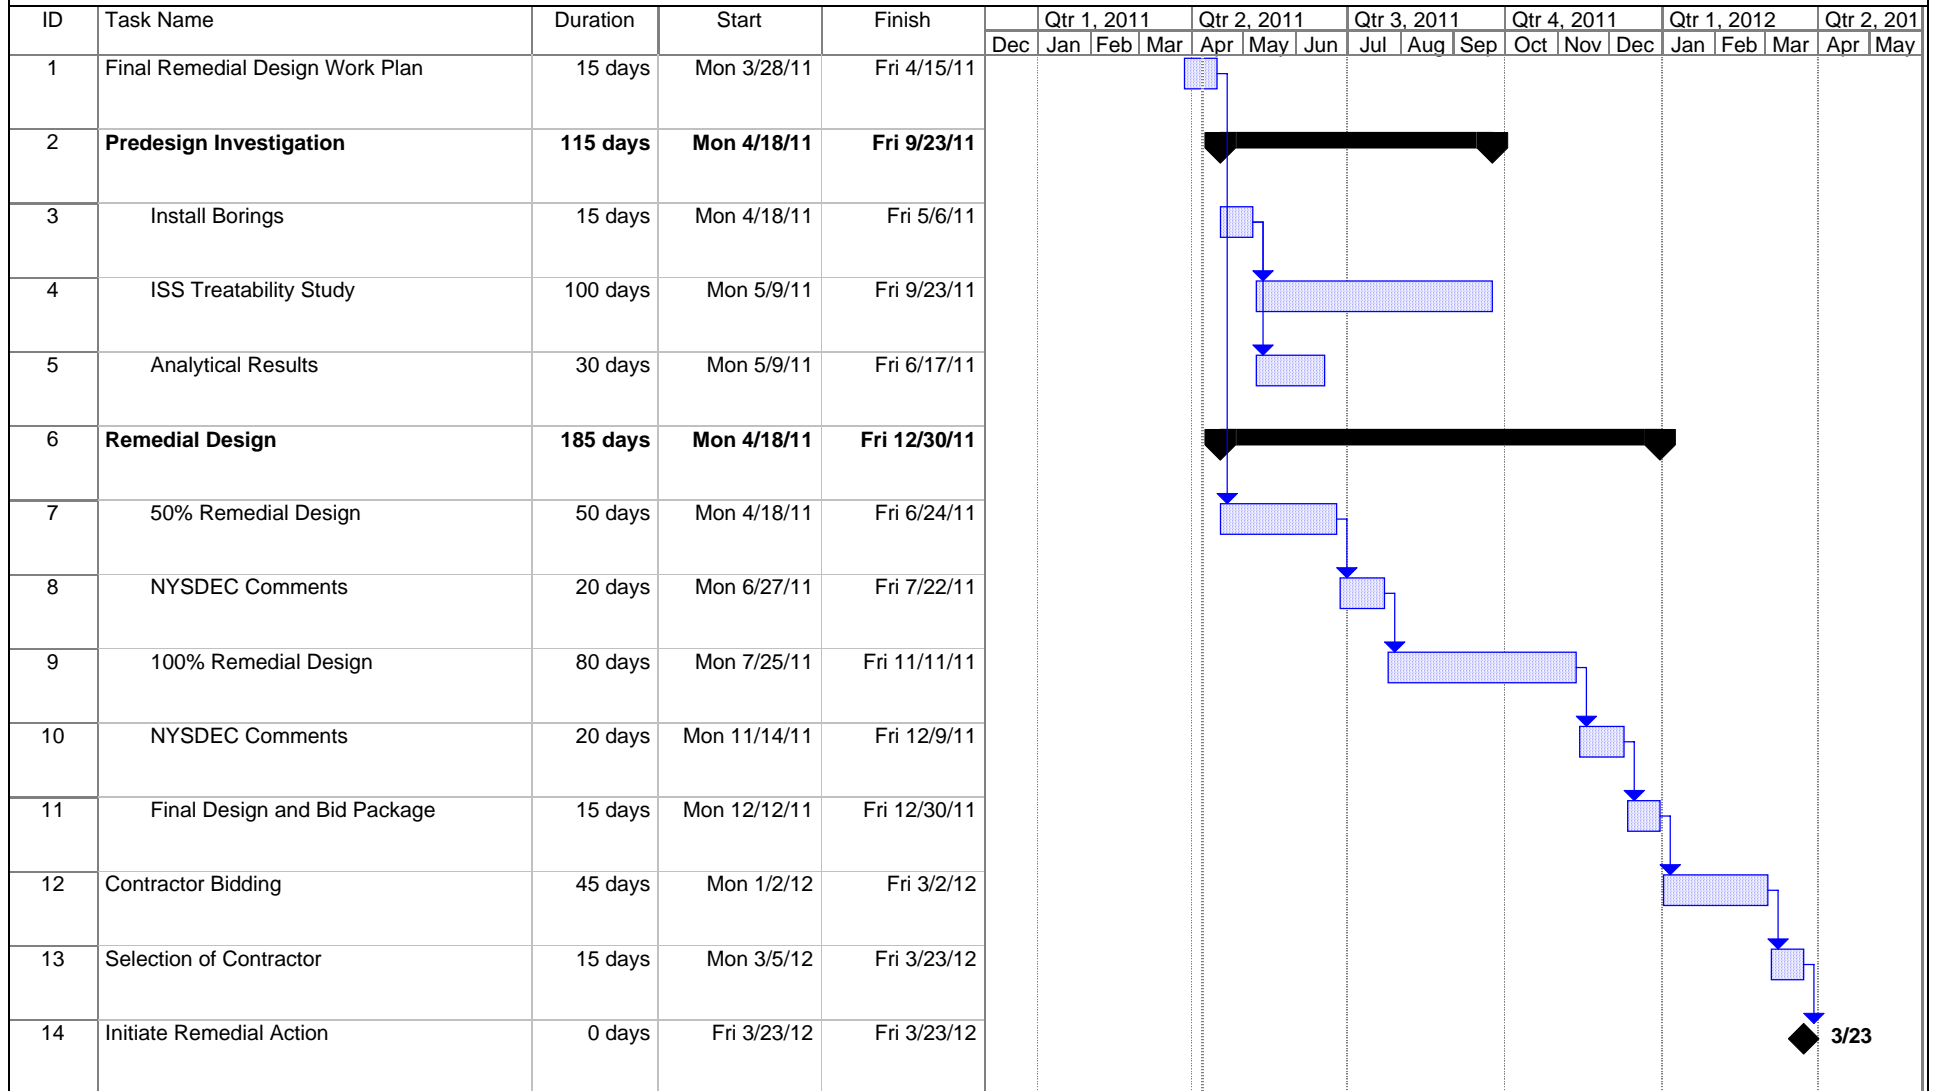 ID Task Name Duration Start Finish Qtr 1, 2011 Qtr 2, 2011 Qtr 3, 2011 Qtr 4, 2011 Qtr 1, 2012 Qtr 2, 201
Dec Jan Feb Mar Apr May Jun Jul Aug Sep Oct Nov Dec Jan Feb Mar Apr May
1 Final Remedial Design Work Plan 15 days Mon 3/28/11 Fri 4/15/11
2 Predesign Investigation 115 days Mon 4/18/11 Fri 9/23/11
3 Install Borings 15 days Mon 4/18/11 Fri 5/6/11
4 ISS Treatability Study 100 days Mon 5/9/11 Fri 9/23/11
5 Analytical Results 30 days Mon 5/9/11 Fri 6/17/11
6 Remedial Design 185 days Mon 4/18/11 Fri 12/30/11
7 50% Remedial Design 50 days Mon 4/18/11 Fri 6/24/11
8 NYSDEC Comments 20 days Mon 6/27/11 Fri 7/22/11
9 100% Remedial Design 80 days Mon 7/25/11 Fri 11/11/11
10 NYSDEC Comments 20 days Mon 11/14/11 Fri 12/9/11
11 Final Design and Bid Package 15 days Mon 12/12/11 Fri 12/30/11
12 Contractor Bidding 45 days Mon 1/2/12 Fri 3/2/12
13 Selection of Contractor 15 days Mon 3/5/12 Fri 3/23/12
14 Initiate Remedial Action 0 days Fri 3/23/12 Fri 3/23/12 3/23